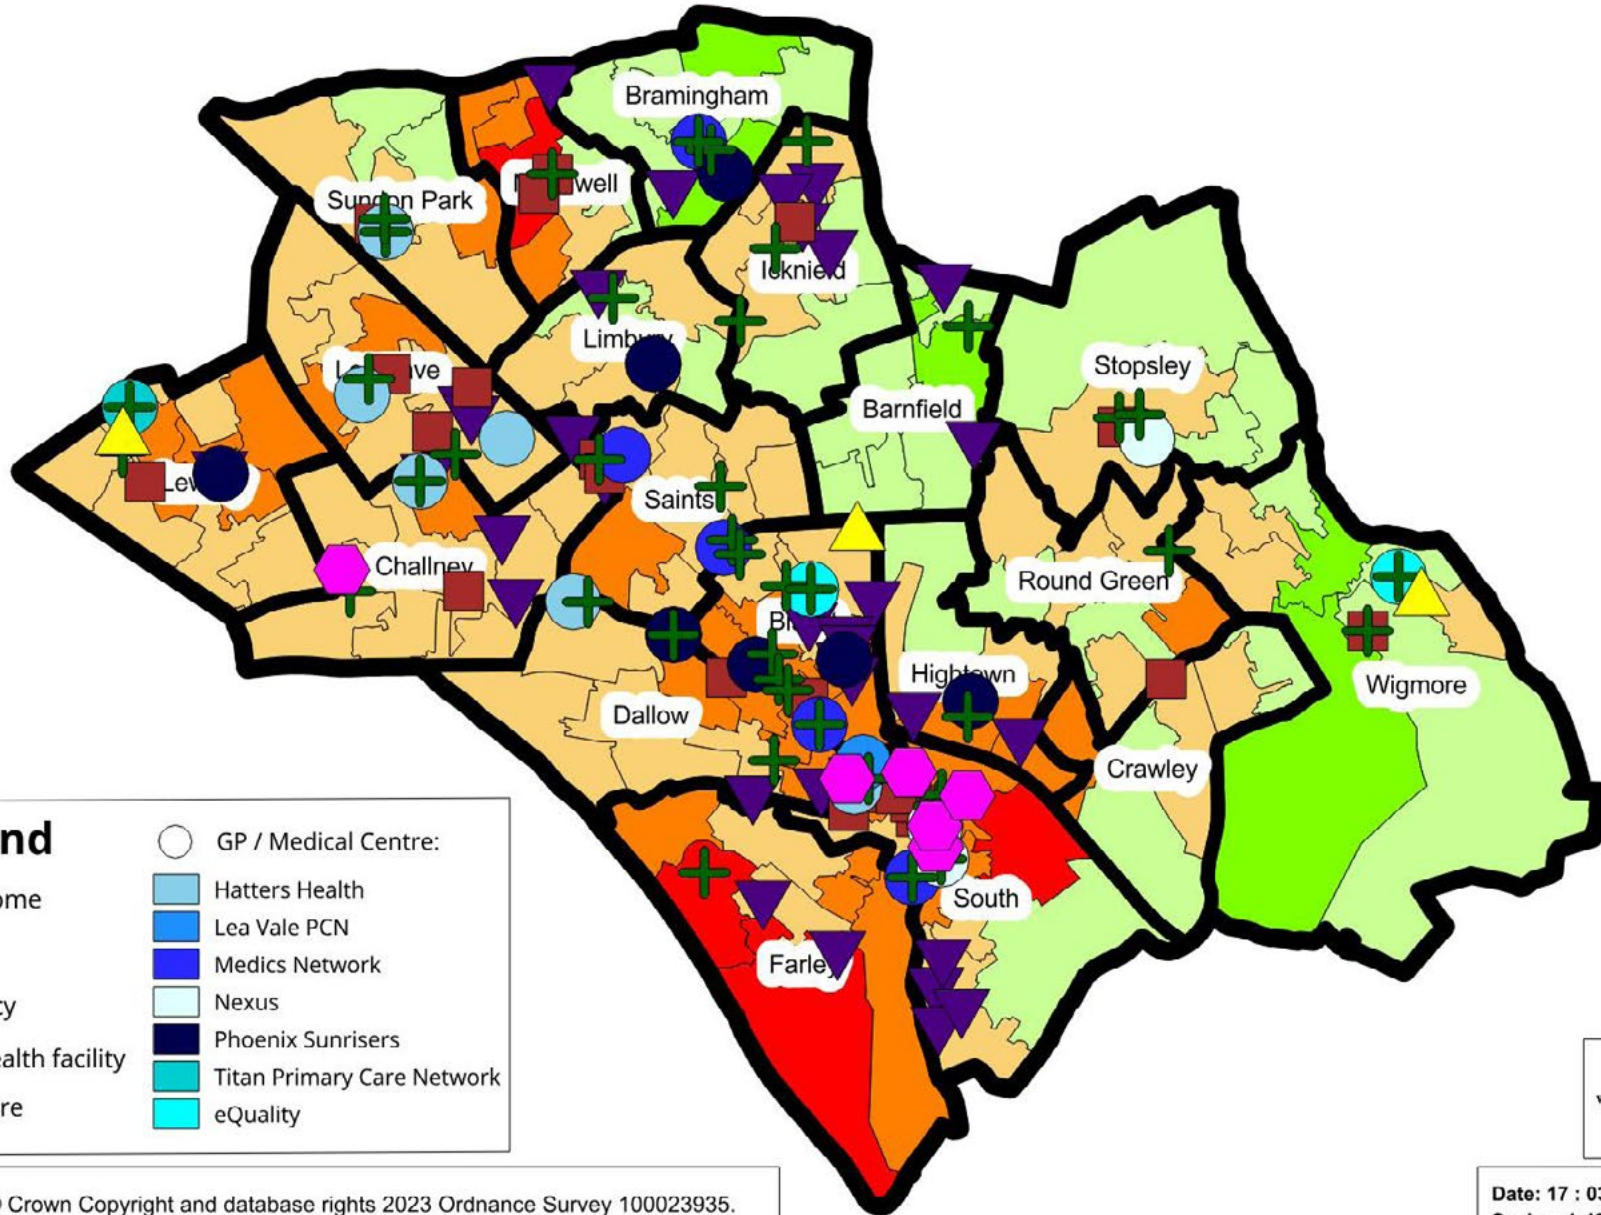 Bramingham
Sundon Park
well
Icknield
Limbury
Stopsley
Barnfield
Saints
Challney
Round Green
Hightown
Wigmore
Dallow
Crawley
South
Farley
nd
GP / Medical Centre:
ome
Hatters Health
Lea Vale PCN
Medics Network
cy
Nexus
Phoenix Sunrisers
ealth facility
Titan Primary Care Network
re
eQuality
Crown Copyright and database rights 2023 Ordnance Survey 100023935.
Date: 17 : 03